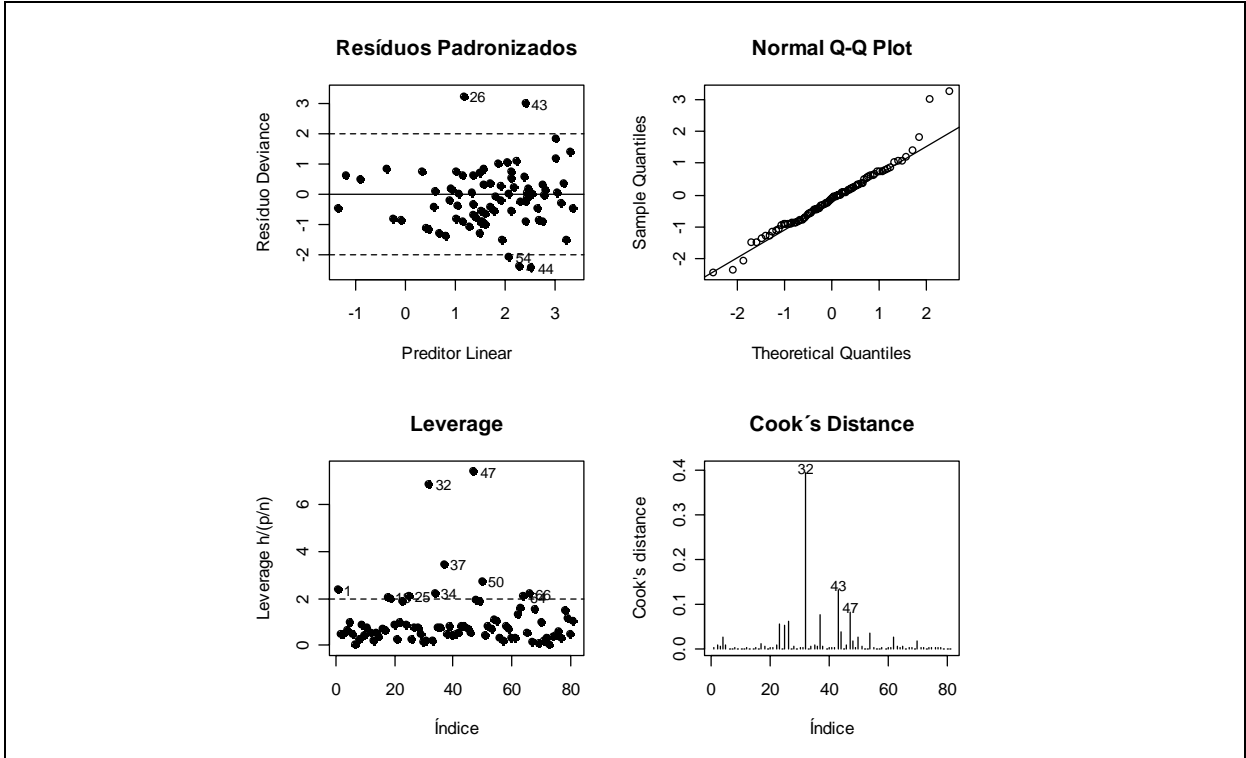 Resíduos Padronizados
Resíduo Deviance
3
2
1
0
-1
-2
26
43
54
44
-1 0 1 2 3
Preditor Linear
Normal Q-Q Plot
Sample Quantiles
3
2
1
0
-1
-2
-2 -1 0 1 2
Theoretical Quantiles
Leverage
Leverage h/(p/n)
6
4
2
0
47
32
37
50
1
25
34
66
0 20 40 60 80
Índice
Cook´s Distance
Cook's distance
0.4
0.3
0.2
0.1
0.0
32
43
47
0 20 40 60 80
Índice